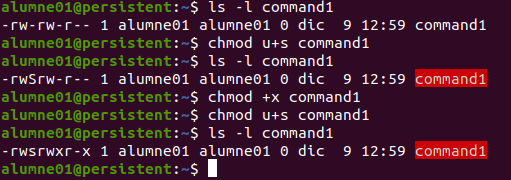 alumne01@persistent:~$ ls -l command1
-rw-rw-r-- 1 alumne01 alumne01 0 dic  9 12:59 command1
alumne01@persistent:~$ chmod u+s command1
alumne01@persistent:~$ ls -l command1
-rwSrw-r-- 1 alumne01 alumne01 0 dic  9 12:59 command1
alumne01@persistent:~$ chmod +x command1
alumne01@persistent:~$ chmod u+s command1
alumne01@persistent:~$ ls -l command1
-rwsrwxr-x 1 alumne01 alumne01 0 dic  9 12:59 command1
alumne01@persistent:~$